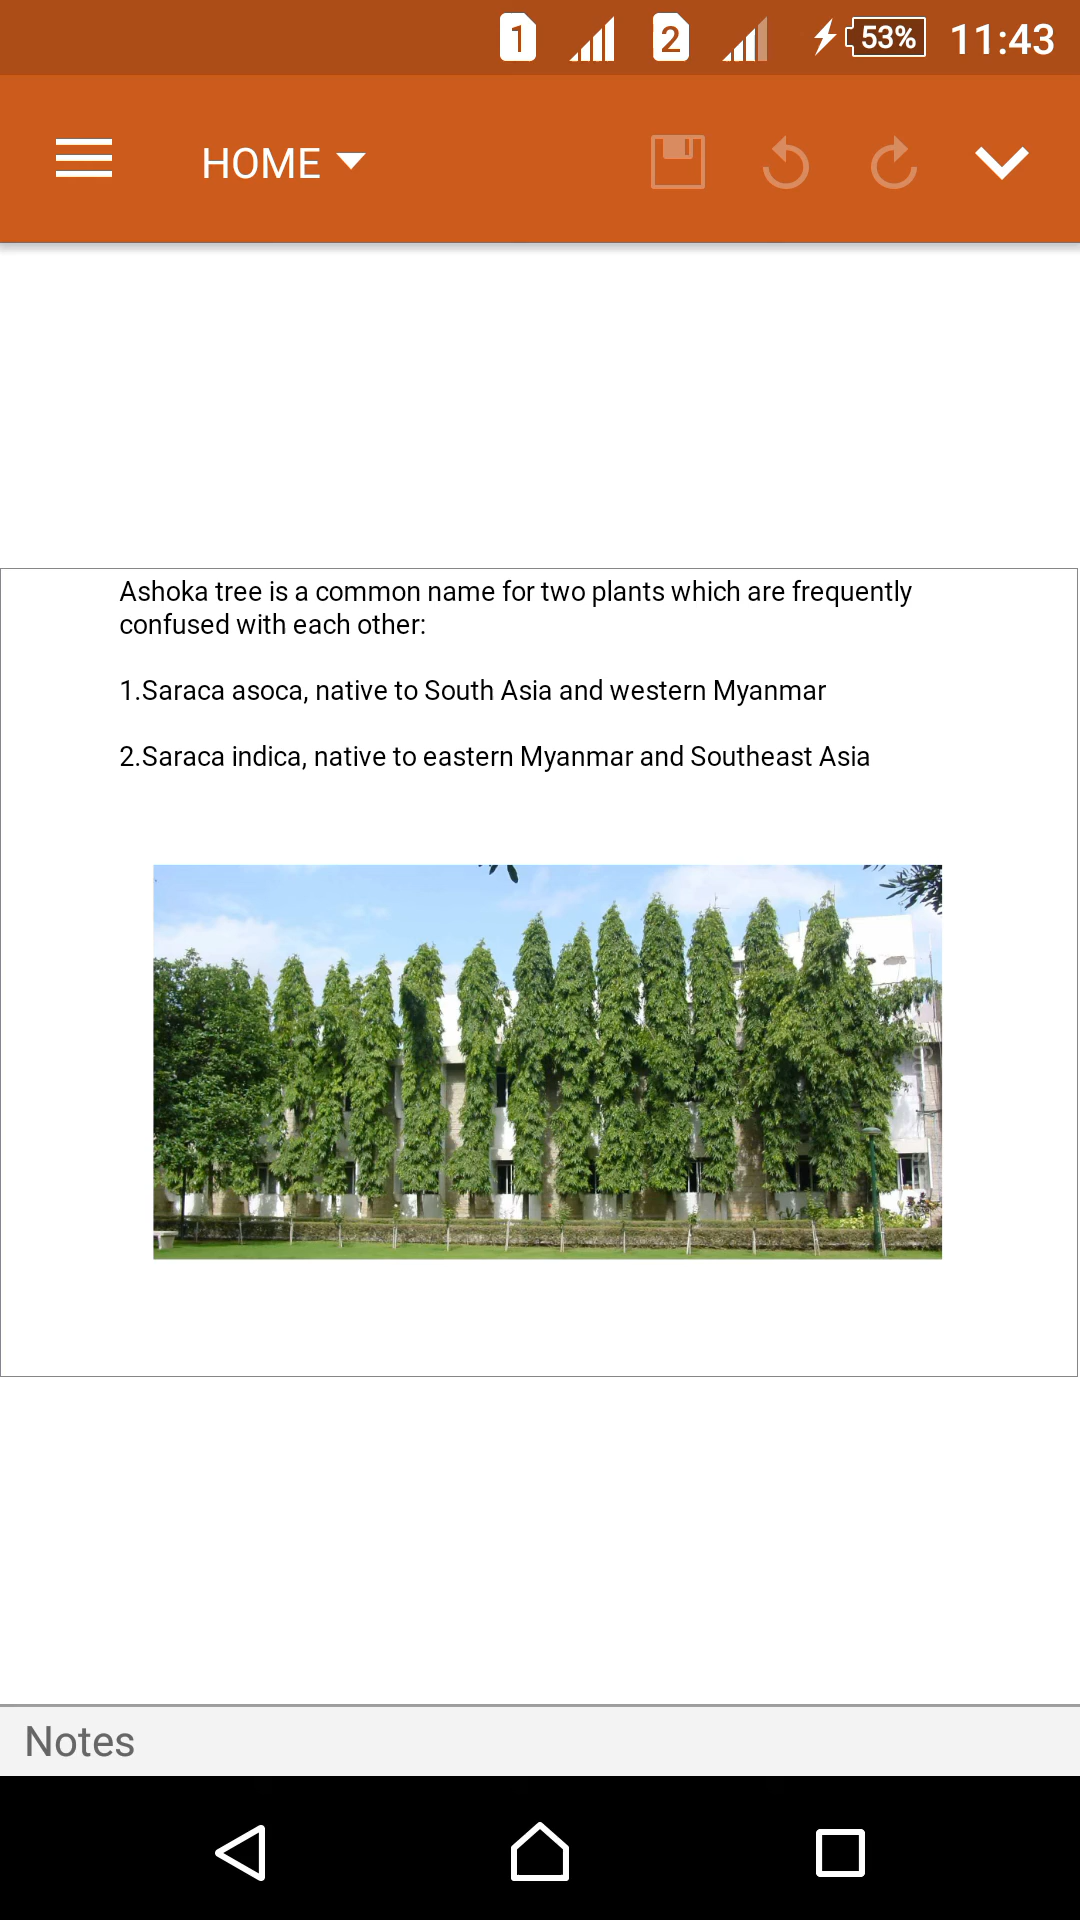 1 2 53% 11:43
HOME
Ashoka tree is a common name for two plants which are frequently
confused with each other:
1.Saraca asoca, native to South Asia and western Myanmar
2.Saraca indica, native to eastern Myanmar and Southeast Asia
Notes